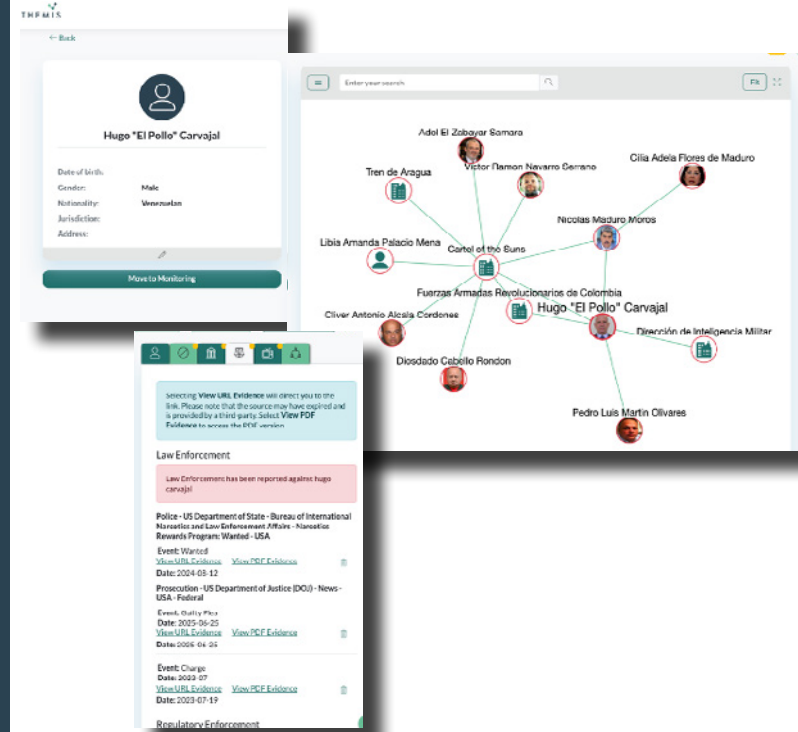 THEMIS
← Back
Hugo "El Pollo" Carvajal
Date of birth:
Gender: Male
Nationality: Venezuelan
Jurisdiction:
Address:
Move to Monitoring
Enter your search
Fit
Adel El Zabayar Samara
Tren de Aragua
Victor Ramon Navarro Serrano
Cilia Adela Flores de Maduro
Nicolas Maduro Moros
Libia Amanda Palacio Mena
Cartel of the Suns
Fuerzas Armadas Revolucionarios de Colombia
Hugo "El Pollo" Carvajal
Cliver Antonio Alcala Cordones
Dirección de Inteligencia Militar
Diosdado Cabello Rondon
Pedro Luis Martin Olivares
Selecting View URL Evidence will direct you to the
link. Please note that the source may have expired and
is provided by a third-party. Select View PDF
Evidence to access the PDF version
Law Enforcement
Law Enforcement has been reported against hugo
carvajal
Police - US Department of State - Bureau of International
Narcotics and Law Enforcement Affairs - Narcotics
Rewards Program: Wanted - USA
Event: Wanted
View URL Evidence View PDF Evidence
Date: 2024-08-12
Prosecution - US Department of Justice (DOJ) - News -
USA - Federal
Event: Guilty Plea
Date: 2025-06-25
View URL Evidence View PDF Evidence
Date: 2025-06-25
Event: Charge
Date: 2023-07
View URL Evidence View PDF Evidence
Date: 2023-07-19
Regulatory Enforcement